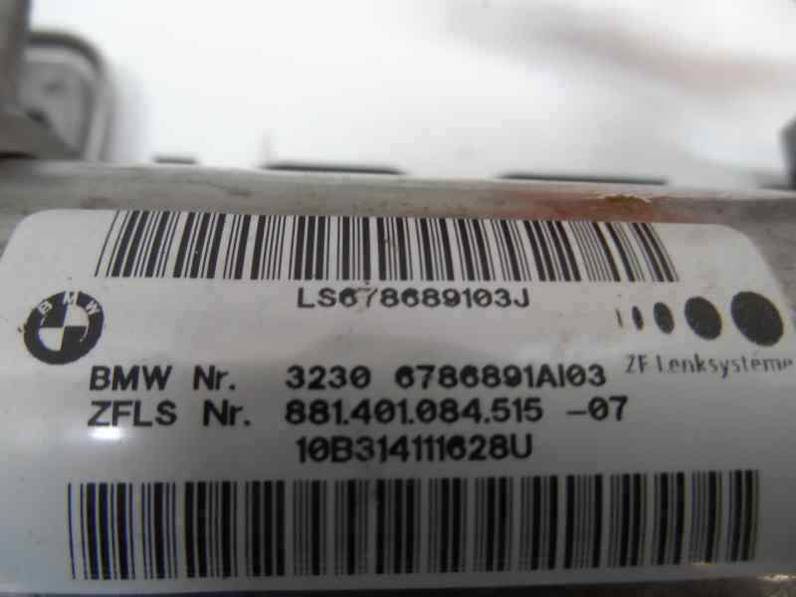 LS678689103J
BMW
BMW Nr. 3230 6786891AI03
ZF Lenksysteme
ZFLS Nr. 881.401.084.515 -07
10B314111628U